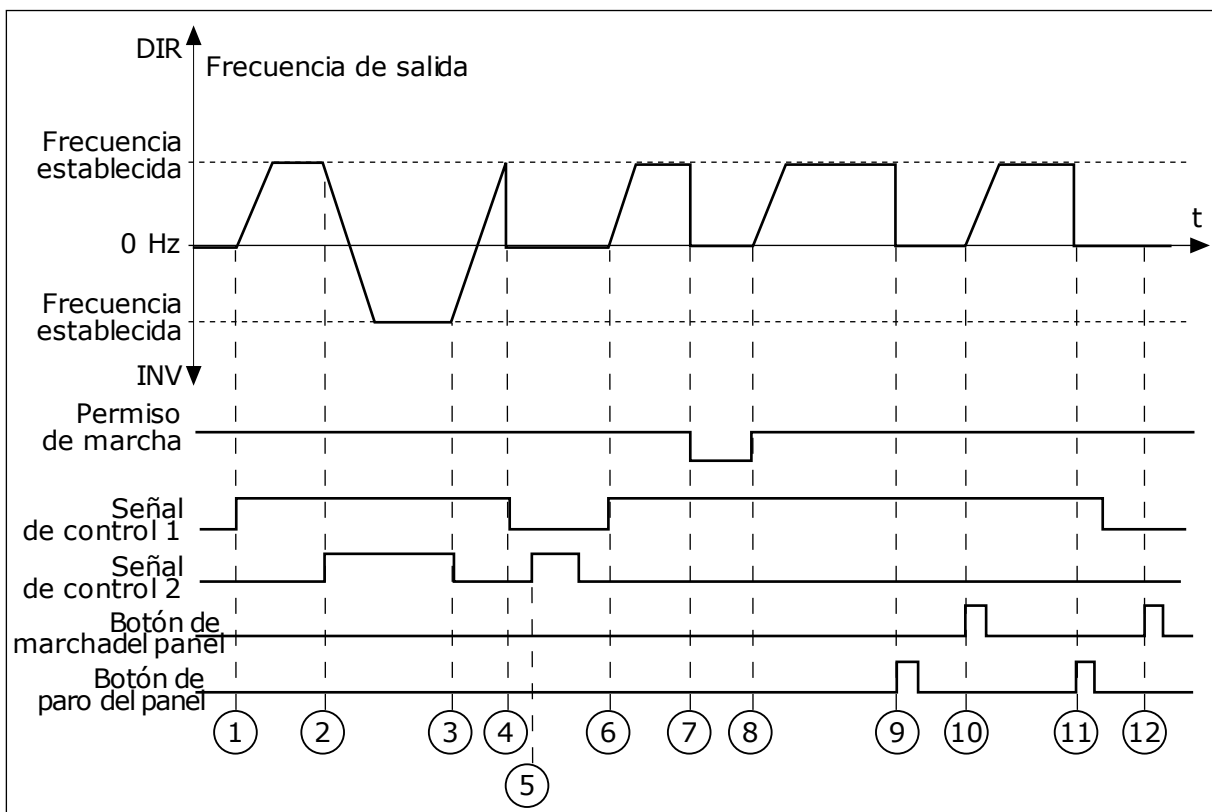 DIR
Frecuencia de salida
Frecuencia
establecida
t
0 Hz
Frecuencia
establecida
INV
Permiso
de marcha
Señal
de control 1
Señal
de control 2
Botón de
marchadel panel
Botón de
paro del panel
1 2 3 4 6 7 8 9 10 11 12
5